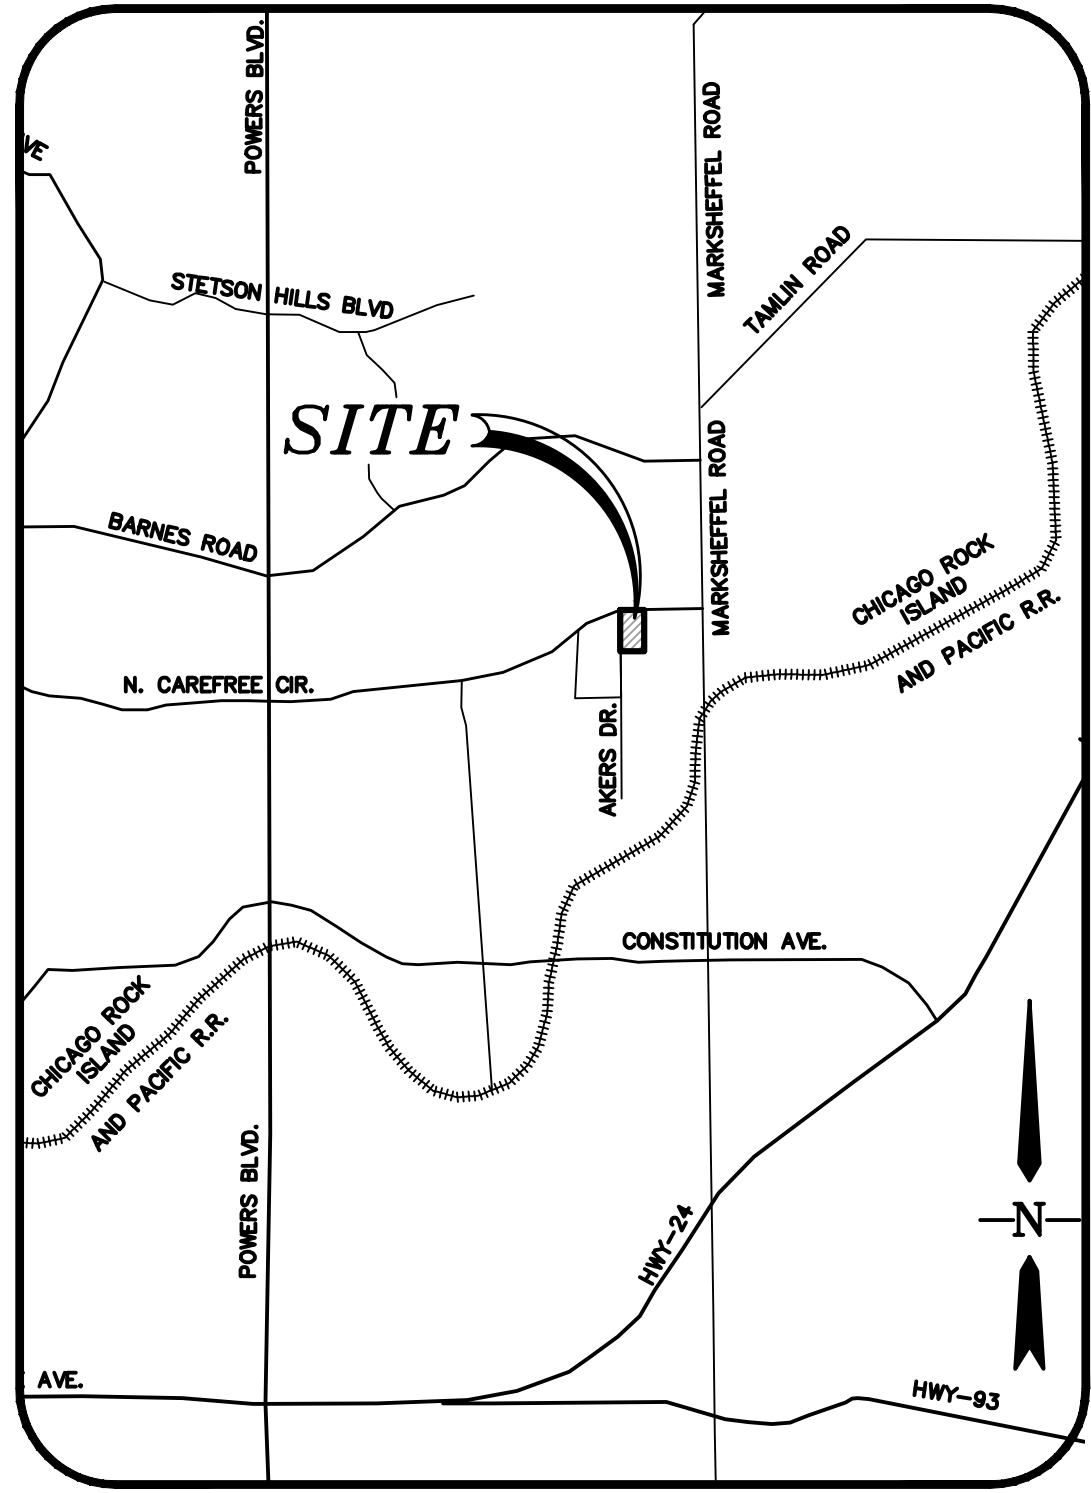 POWERS BLVD.
MARKSHEFFEL ROAD
VE
TAMLIN ROAD
STETSON HILLS BLVD
SITE
MARKSHEFFEL ROAD
BARNES ROAD
CHICAGO ROCK
ISLAND
AND PACIFIC R.R.
N. CAREFREE CIR.
AKERS DR.
CONSTITUTION AVE.
CHICAGO ROCK
ISLAND
AND PACIFIC R.R.
POWERS BLVD.
HWY-24
N
AVE.
HWY-93